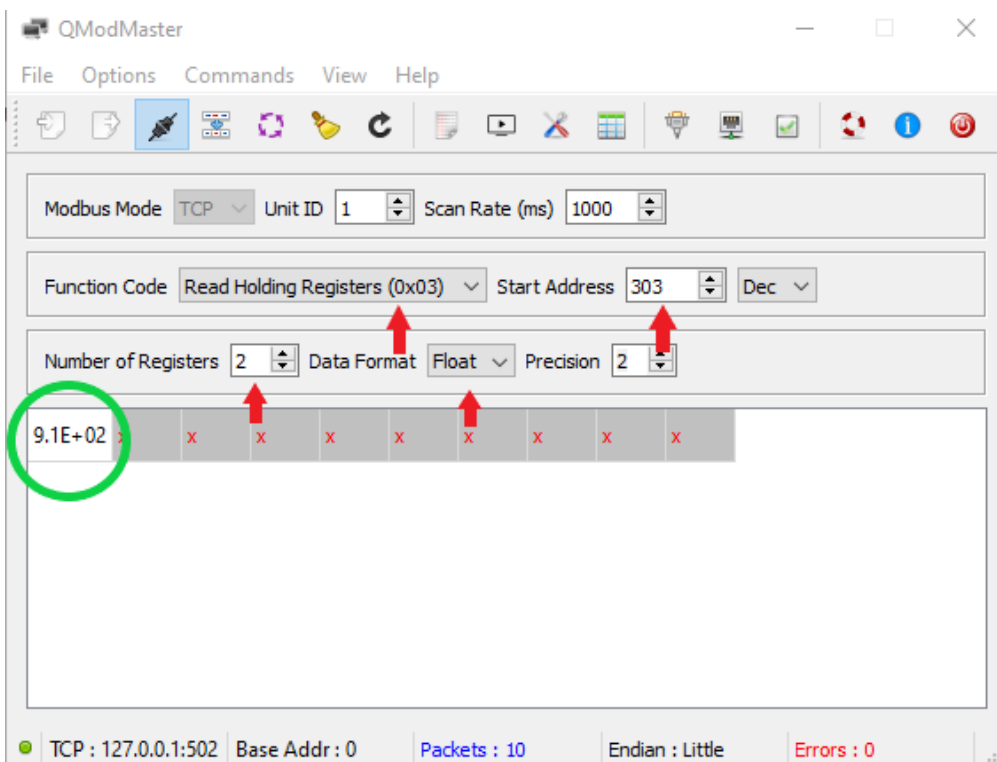 QModMaster
File Options Commands View Help
Modbus Mode TCP Unit ID 1 Scan Rate (ms) 1000
Function Code Read Holding Registers (0x03) Start Address 303 Dec
Number of Registers 2 Data Format Float Precision 2
9.1E+02 x x x x x x x x x
TCP : 127.0.0.1:502 Base Addr : 0 Packets : 10 Endian : Little Errors : 0